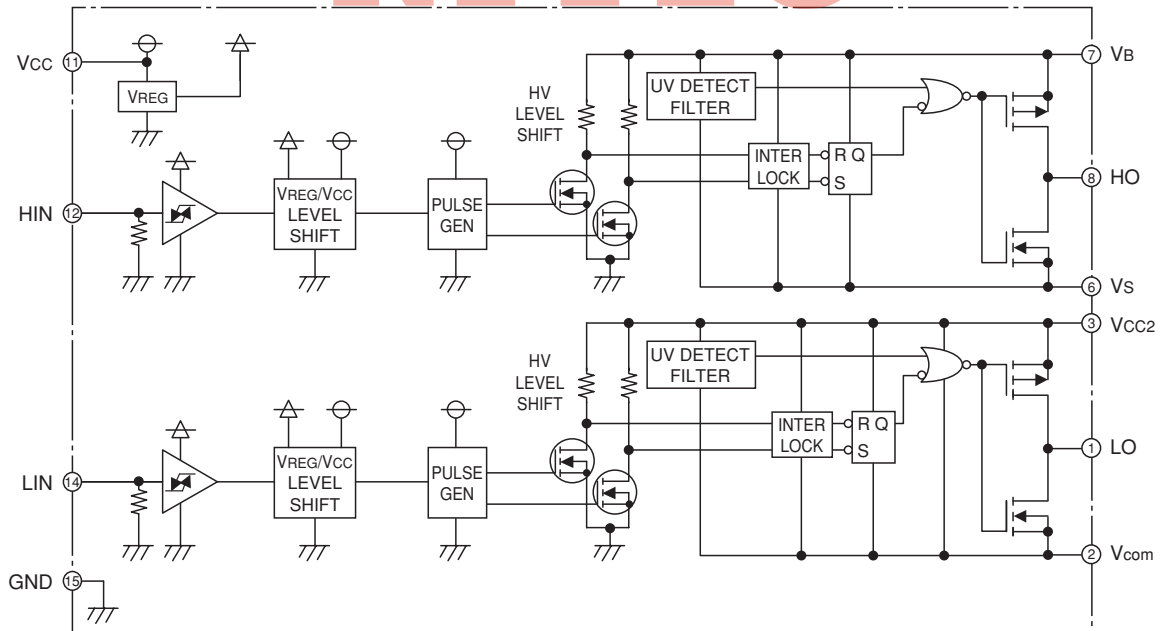 VCC 11
VREG
HIN 12
VREG/VCC
LEVEL
SHIFT
PULSE
GEN
HV
LEVEL
SHIFT
UV DETECT
FILTER
INTER
LOCK
R Q
S
7 VB
8 HO
6 VS
LIN 14
VREG/VCC
LEVEL
SHIFT
PULSE
GEN
HV
LEVEL
SHIFT
UV DETECT
FILTER
INTER
LOCK
R Q
S
3 VCC2
1 LO
2 Vcom
GND 15